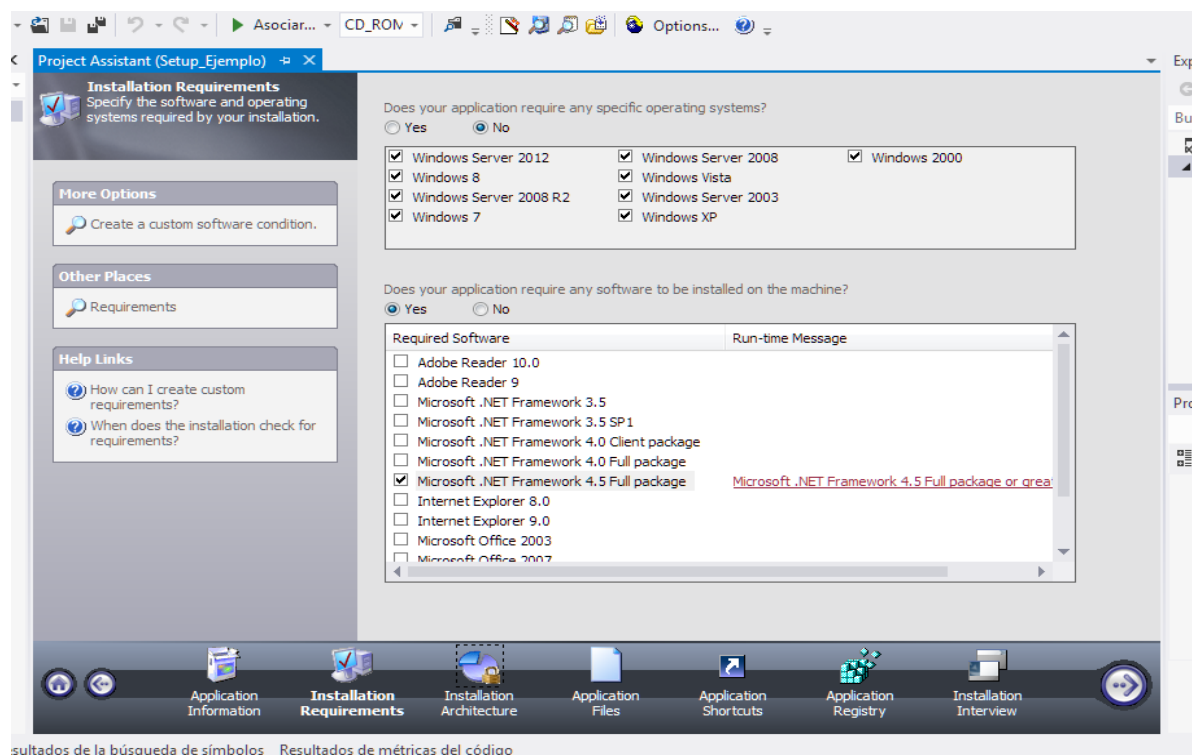 Asociar...
CD_ROM
Options...
Project Assistant (Setup_Ejemplo)
Exp
Installation Requirements
Specify the software and operating
systems required by your installation.
Does your application require any specific operating systems?
Yes
No
Bu
Windows Server 2012
Windows Server 2008
Windows 2000
Windows 8
Windows Vista
Windows Server 2008 R2
Windows Server 2003
Windows 7
Windows XP
More Options
Create a custom software condition.
Other Places
Requirements
Does your application require any software to be installed on the machine?
Yes
No
Required Software
Run-time Message
Help Links
How can I create custom
requirements?
When does the installation check for
requirements?
Adobe Reader 10.0
Adobe Reader 9
Microsoft .NET Framework 3.5
Microsoft .NET Framework 3.5 SP1
Microsoft .NET Framework 4.0 Client package
Microsoft .NET Framework 4.0 Full package
Microsoft .NET Framework 4.5 Full package
Microsoft .NET Framework 4.5 Full package or grea
Internet Explorer 8.0
Internet Explorer 9.0
Microsoft Office 2003
Microsoft Office 2007
Pro
Application
Information
Installation
Requirements
Installation
Architecture
Application
Files
Application
Shortcuts
Application
Registry
Installation
Interview
esultados de la búsqueda de símbolos
Resultados de métricas del código